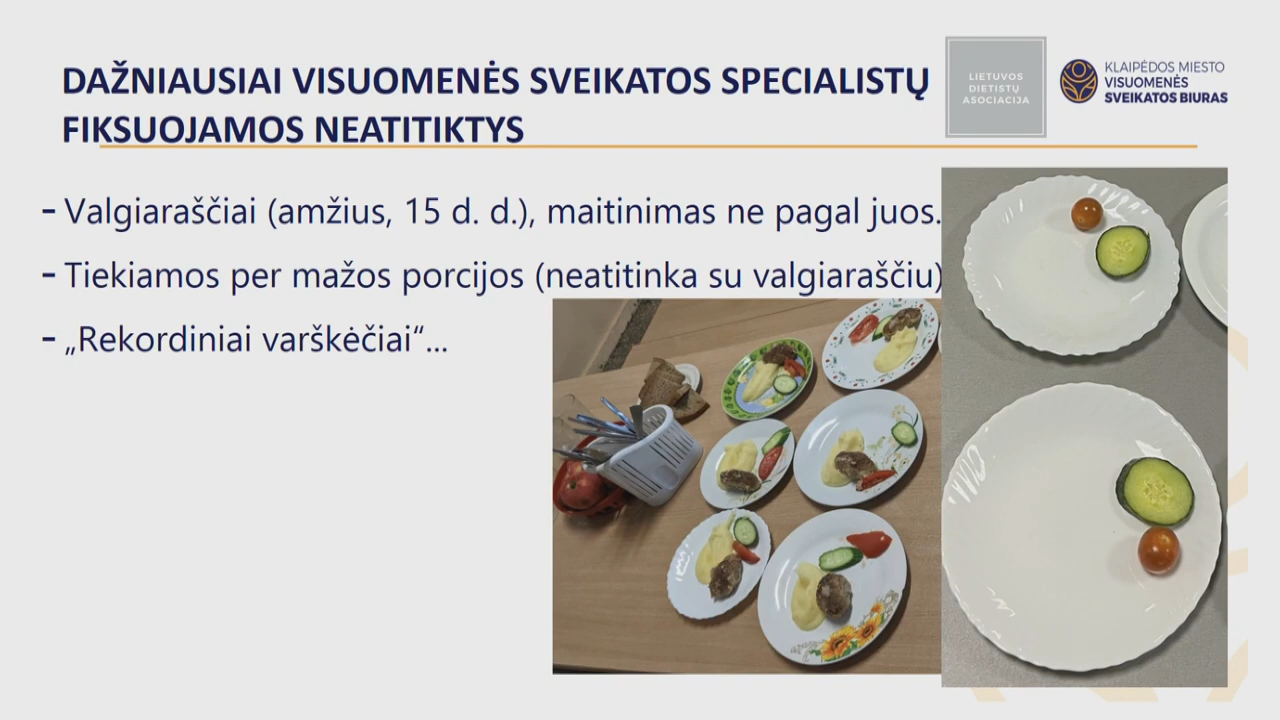 DAŽNIAUSIAI VISUOMENĖS SVEIKATOS SPECIALISTŲ
FIKSUOJAMOS NEATITIKTYS
LIETUVOS
DIETISTŲ
ASOCIACIJA
KLAIPĖDOS MIESTO
VISUOMENĖS
SVEIKATOS BIURAS
- Valgiaraščiai (amžius, 15 d. d.), maitinimas ne pagal juos.
- Tiekiamos per mažos porcijos (neatitinka su valgiaraščiu)
- „Rekordiniai varškėčiai“...